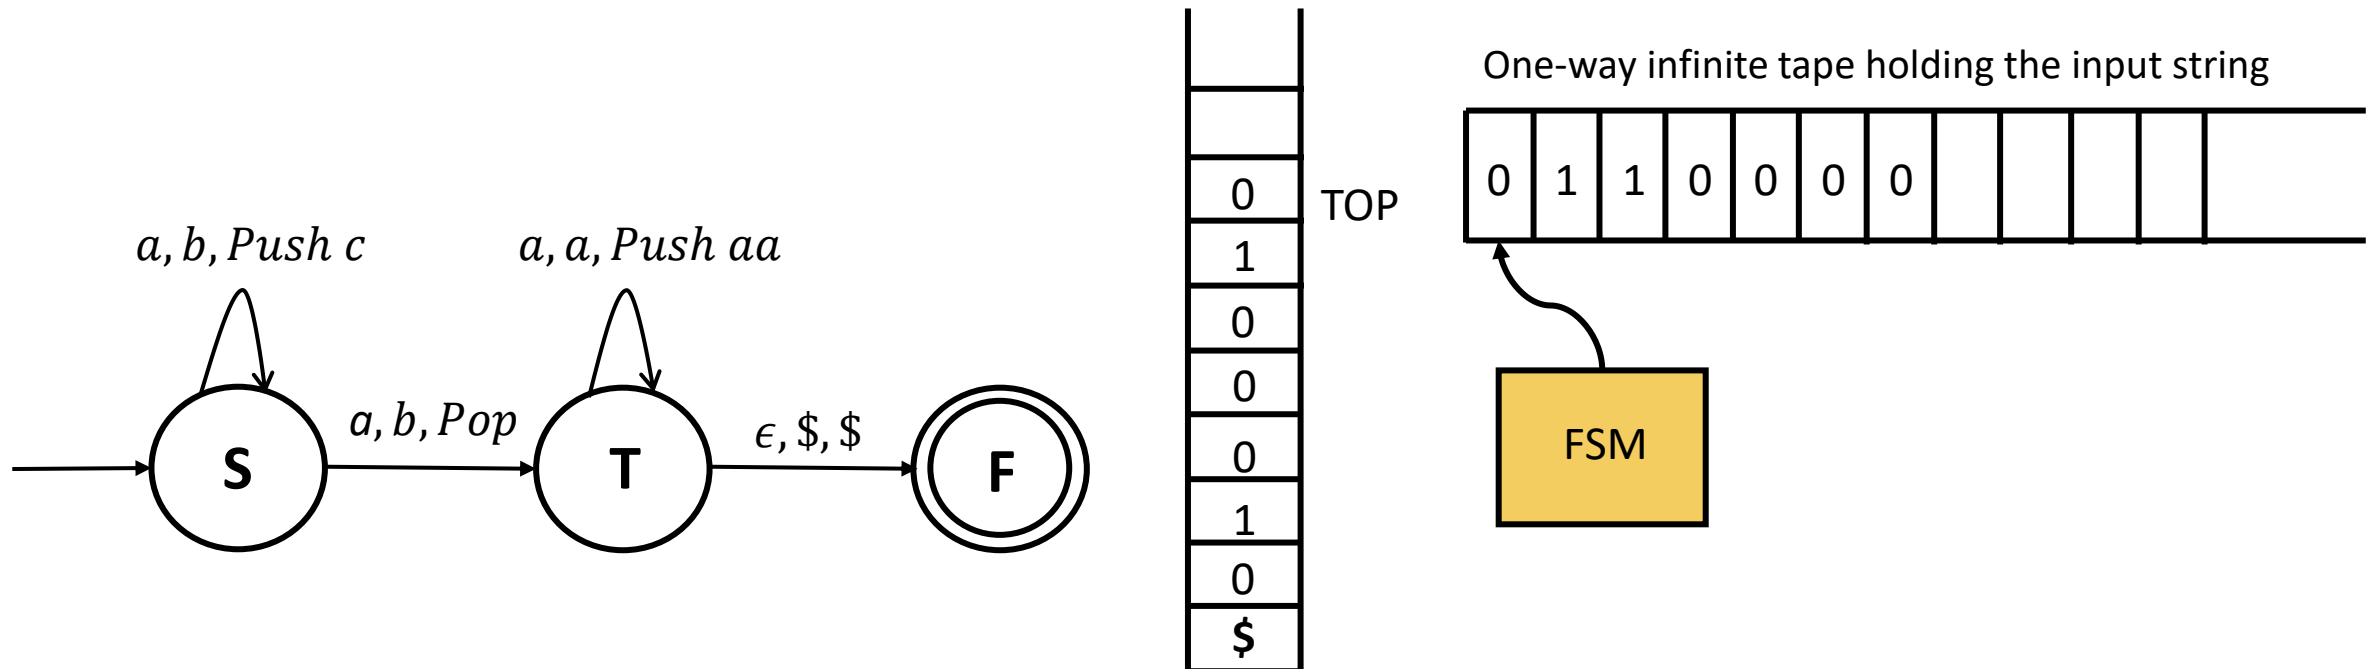 One-way infinite tape holding the input string
0 1 1 0 0 0 0
TOP
0
1
0
0
0
1
0
$
a, b, Push c
a, a, Push aa
a, b, Pop
ϵ, $, $
S
T
F
FSM